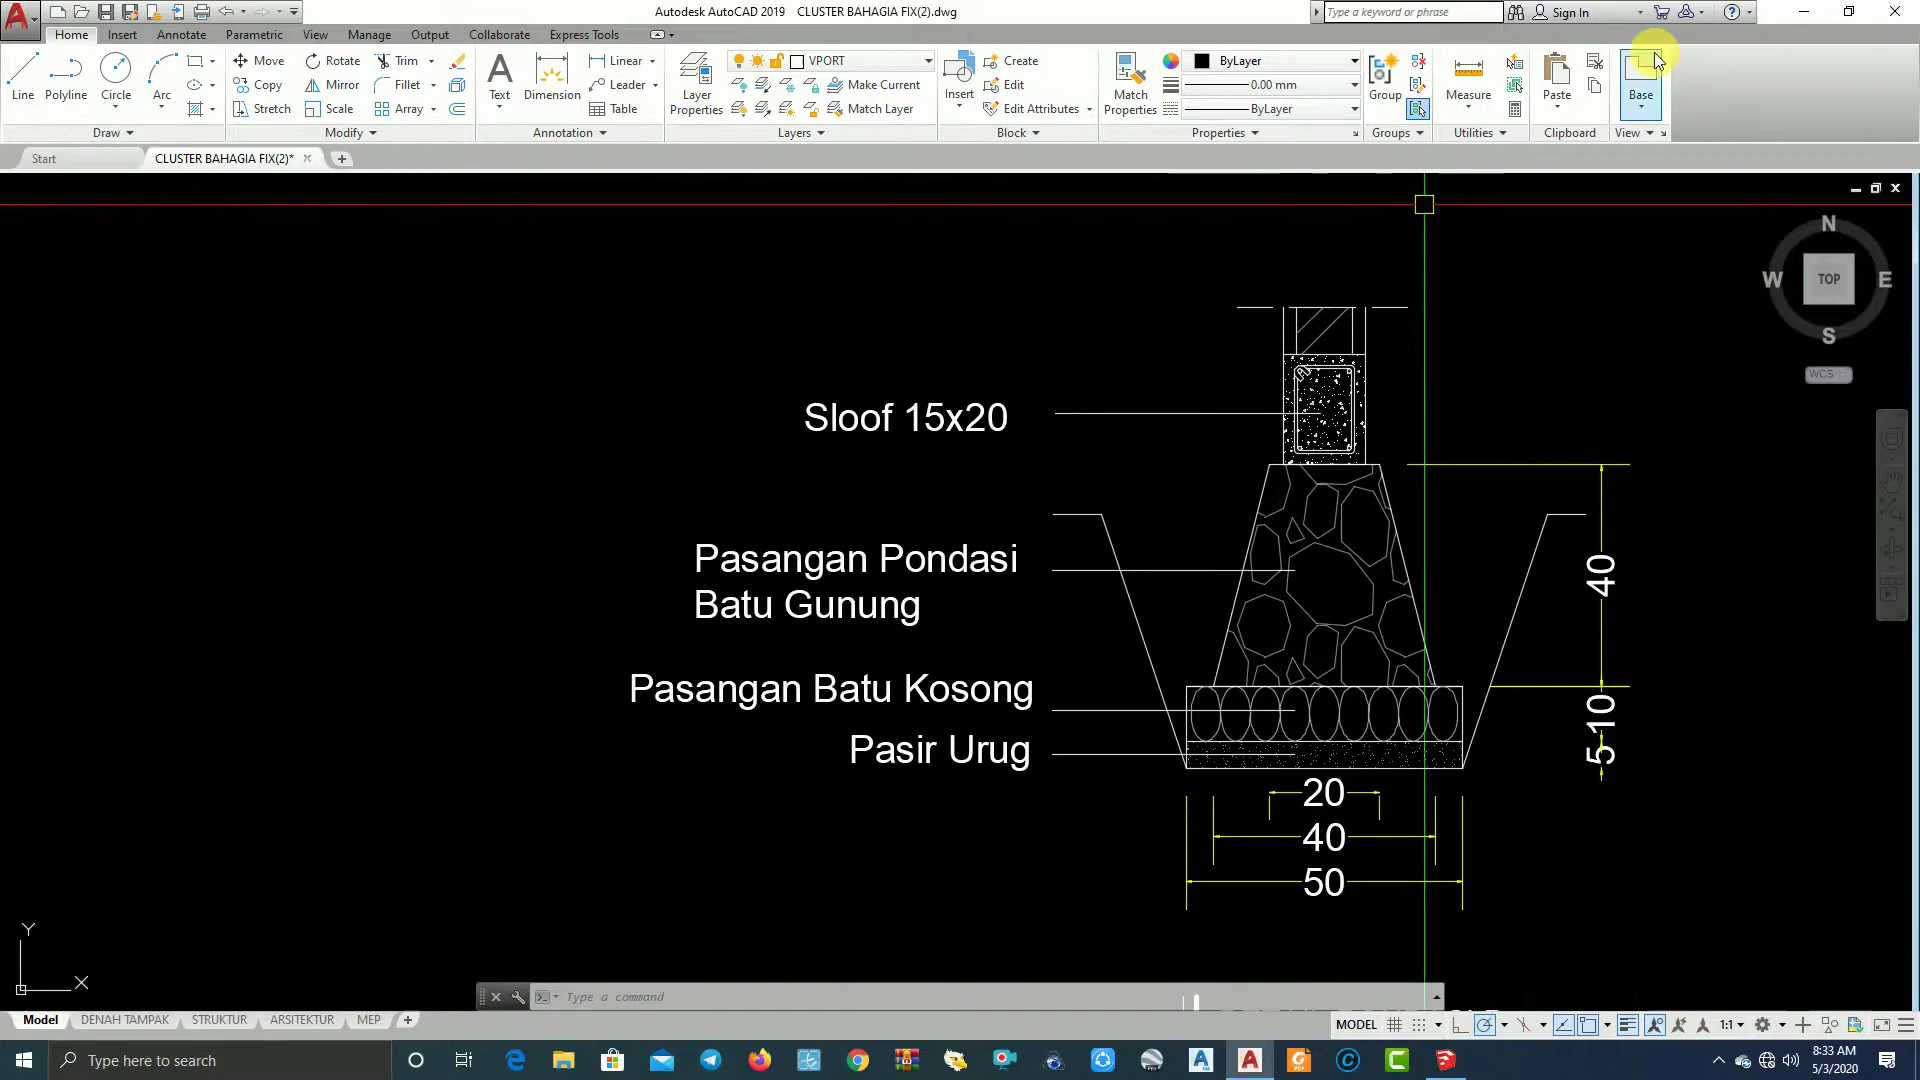 Autodesk AutoCAD 2019 CLUSTER BAHAGIA FIX(2).dwg
Type a keyword or phrase
Sign In
Home Insert Annotate Parametric View Manage Output Collaborate Express Tools
Line
Polyline
Circle
Arc
Draw
Move Rotate Trim
Copy Mirror Fillet
Stretch Scale Array
Modify
Text
Dimension
Linear
Leader
Table
Annotation
Layer
Properties
VPORT
Make Current
Match Layer
Layers
Insert
Create
Edit
Edit Attributes
Block
Match
Properties
ByLayer
0.00 mm
ByLayer
Properties
Group
Groups
Measure
Utilities
Paste
Clipboard
Base
View
Start
CLUSTER BAHAGIA FIX(2)*
N
W TOP E
S
WCS
Sloof 15x20
Pasangan Pondasi
Batu Gunung
Pasangan Batu Kosong
Pasir Urug
40
10
5
20
40
50
Y
X
Type a command
Model DENAH TAMPAK STRUKTUR ARSITEKTUR MEP
MODEL
1:1
Type here to search
8:33 AM
5/3/2020